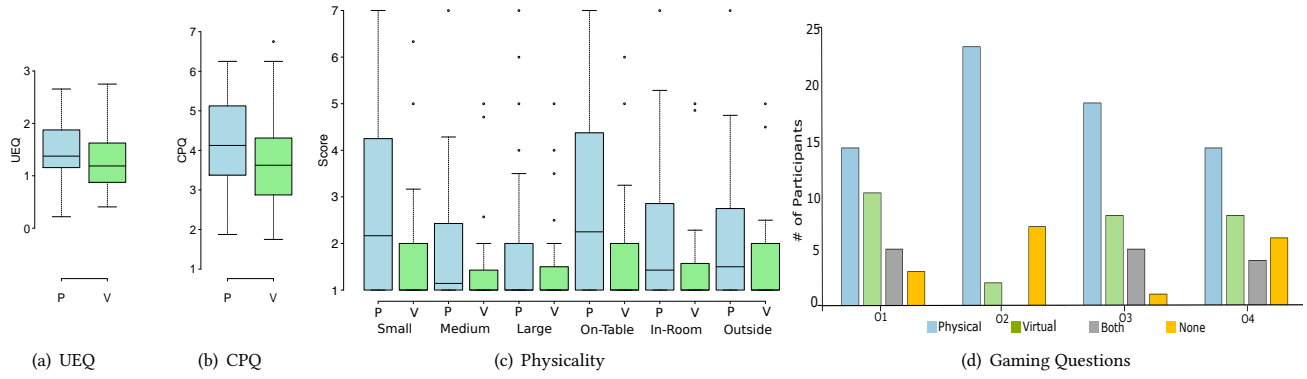 3
2
1
0
UEQ
P
V
(a) UEQ
7
6
5
4
3
2
1
CPQ
P
V
(b) CPQ
7
6
5
4
3
2
1
Score
P V P V P V P V P V P V
Small Medium Large On-Table In-Room Outside
(c) Physicality
25
20
15
10
5
0
# of Participants
O1 O2 O3 O4
Physical Virtual Both None
(d) Gaming Questions